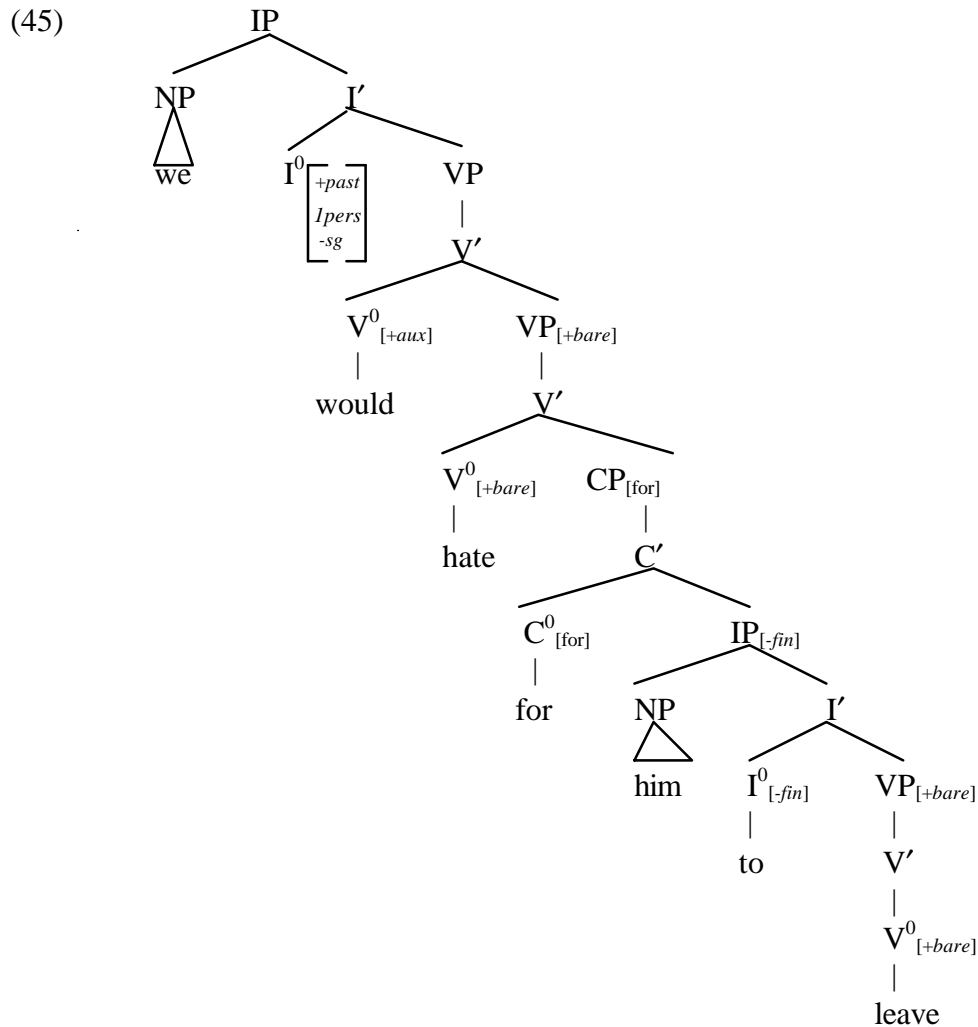 (45) IP
NP I′
we I⁰ [+past 1pers -sg] VP
V′
V⁰[+aux] VP[+bare]
would V′
V⁰[+bare] CP[for]
hate C′
C⁰[for] IP[-fin]
for NP I′
him I⁰[-fin] VP[+bare]
to V′
V⁰[+bare]
leave